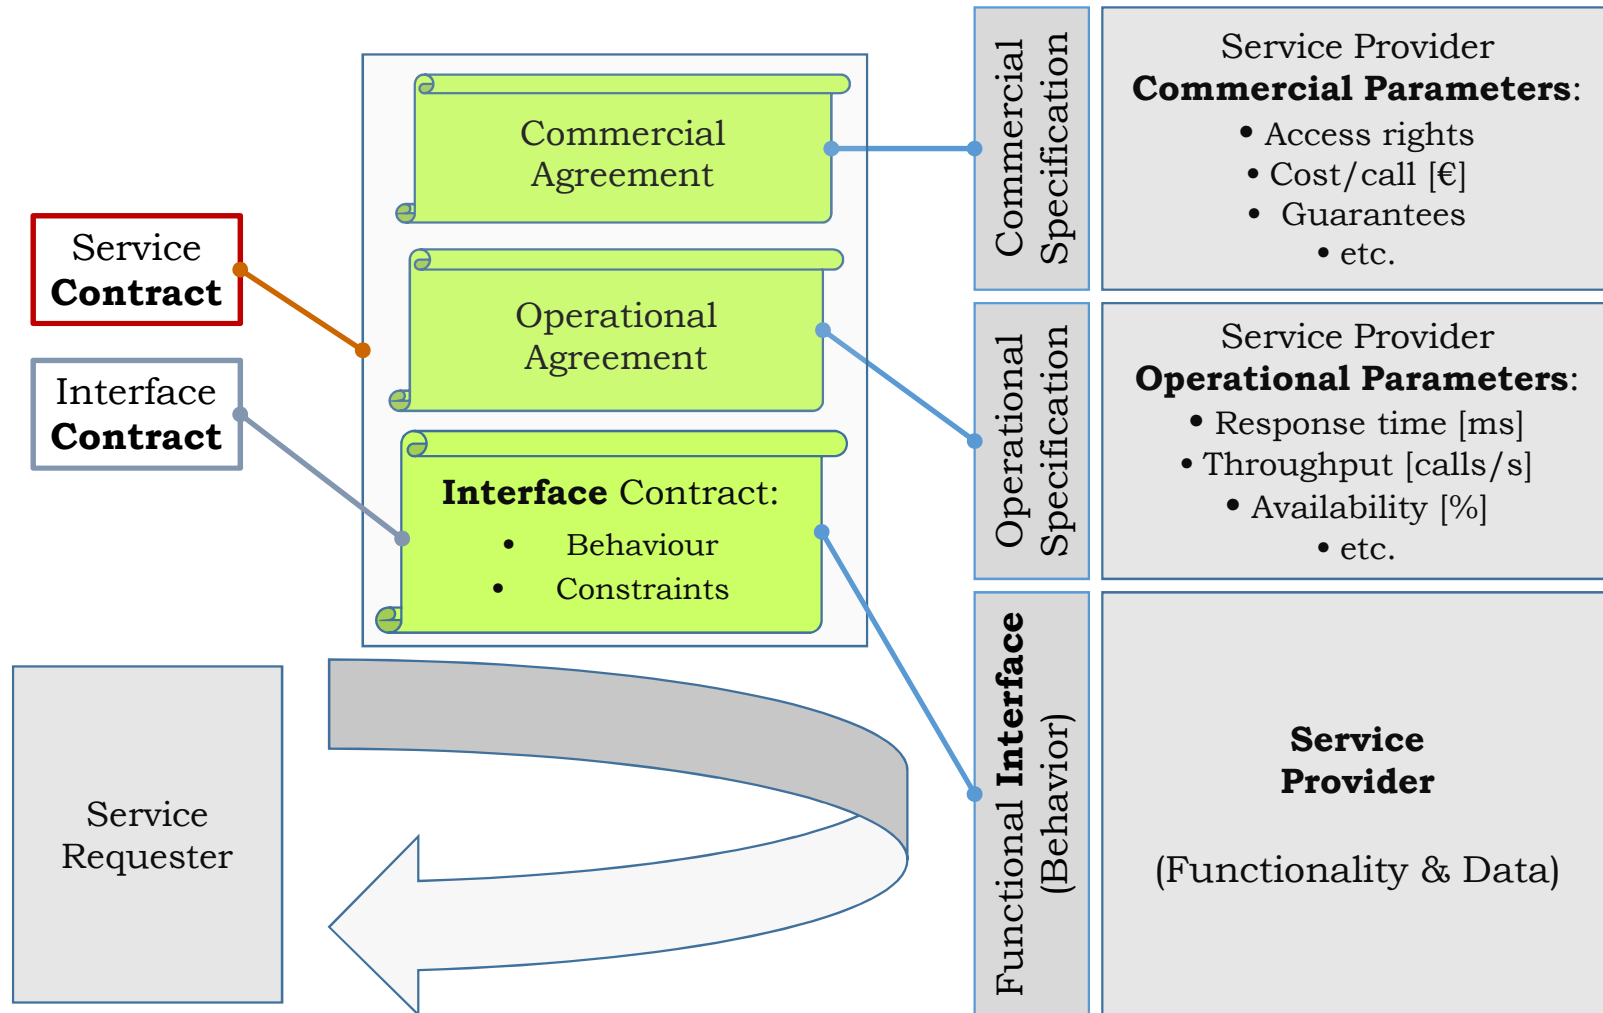 Service
Contract
Interface
Contract
Commercial
Agreement
Operational
Agreement
Interface Contract:
• Behaviour
• Constraints
Service
Requester
Commercial
Specification
Service Provider
Commercial Parameters:
• Access rights
• Cost/call [€]
• Guarantees
• etc.
Operational
Specification
Service Provider
Operational Parameters:
• Response time [ms]
• Throughput [calls/s]
• Availability [%]
• etc.
Functional Interface
(Behavior)
Service
Provider
(Functionality & Data)